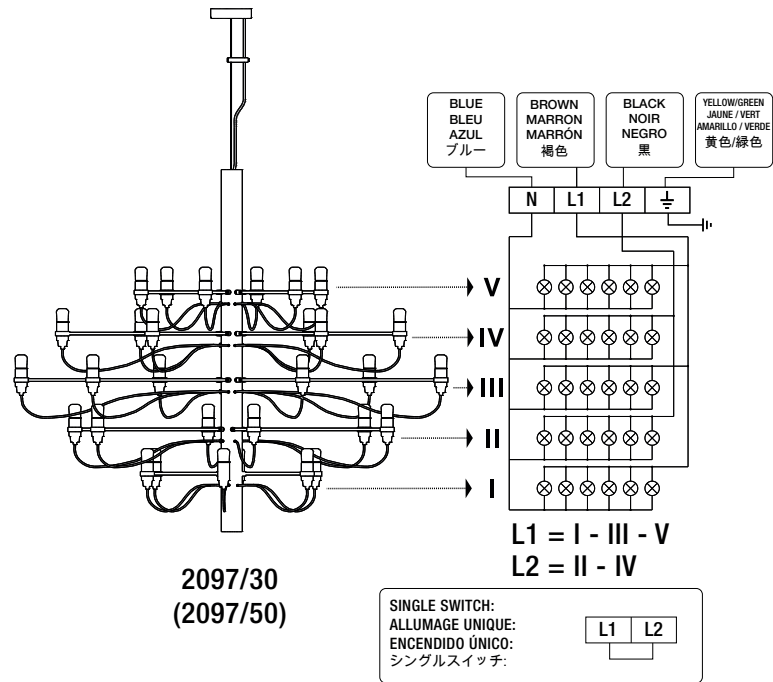 BLUE
BLEU
AZUL
ブルー
BROWN
MARRON
MARRÓN
褐色
BLACK
NOIR
NEGRO
黒
YELLOW/GREEN
JAUNE / VERT
AMARILLO / VERDE
黄色/緑色
N L1 L2
V
IV
III
II
I
L1 = I - III - V
L2 = II - IV
2097/30
(2097/50)
SINGLE SWITCH:
ALLUMAGE UNIQUE:
ENCENDIDO ÚNICO:
シングルスイッチ:
L1 L2